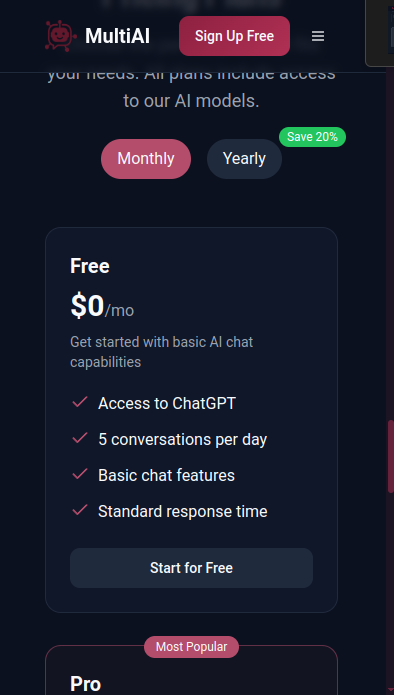 MultiAI
Sign Up Free
your needs. All plans include access
to our AI models.
Save 20%
Monthly
Yearly
Free
$0/mo
Get started with basic AI chat
capabilities
Access to ChatGPT
5 conversations per day
Basic chat features
Standard response time
Start for Free
Most Popular
Pro